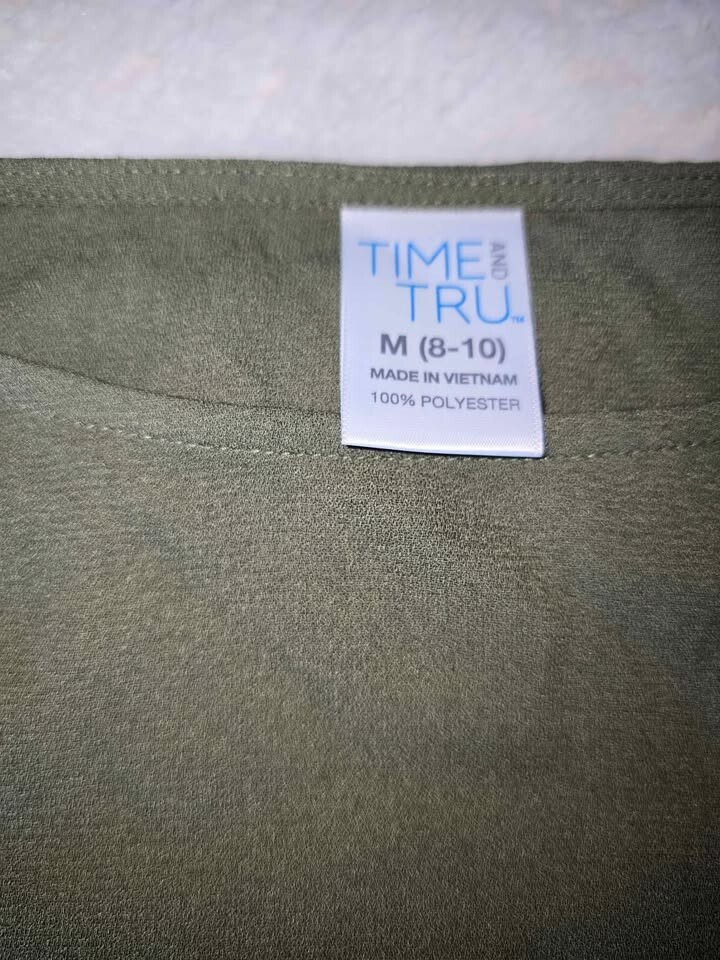 TIME AND
TRU™
M (8-10)
MADE IN VIETNAM
100% POLYESTER